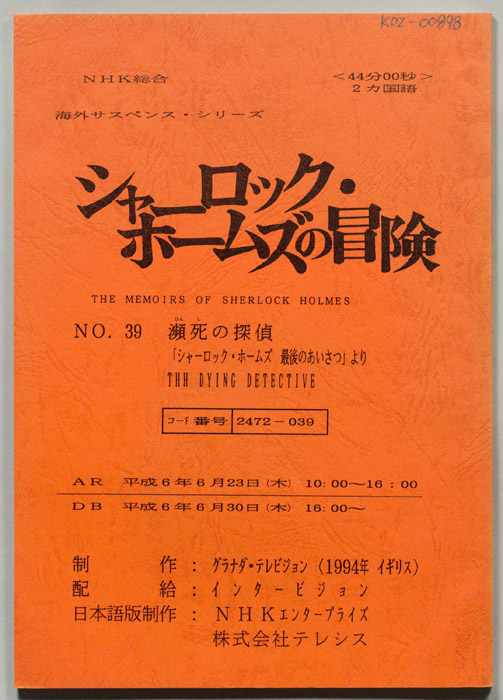 KDZ-00898
NHK総合 <44分00秒>
2カ国語
海外サスペンス・シリーズ
シャーロック・
ホームズの冒険
THE MEMOIRS OF SHERLOCK HOLMES
NO. 39 瀕死の探偵
ひん し
「シャーロック・ホームズ 最後のあいさつ」より
THH DYING DETECTIVE
コード番号 2472-039
AR 平成6年6月23日(木) 10:00~16:00
DB 平成6年6月30日(木) 16:00~
制作:グラナダ・テレビジョン (1994年 イギリス)
配給:インタービジョン
日本語版制作:NHKエンタープライズ
株式会社テレシス